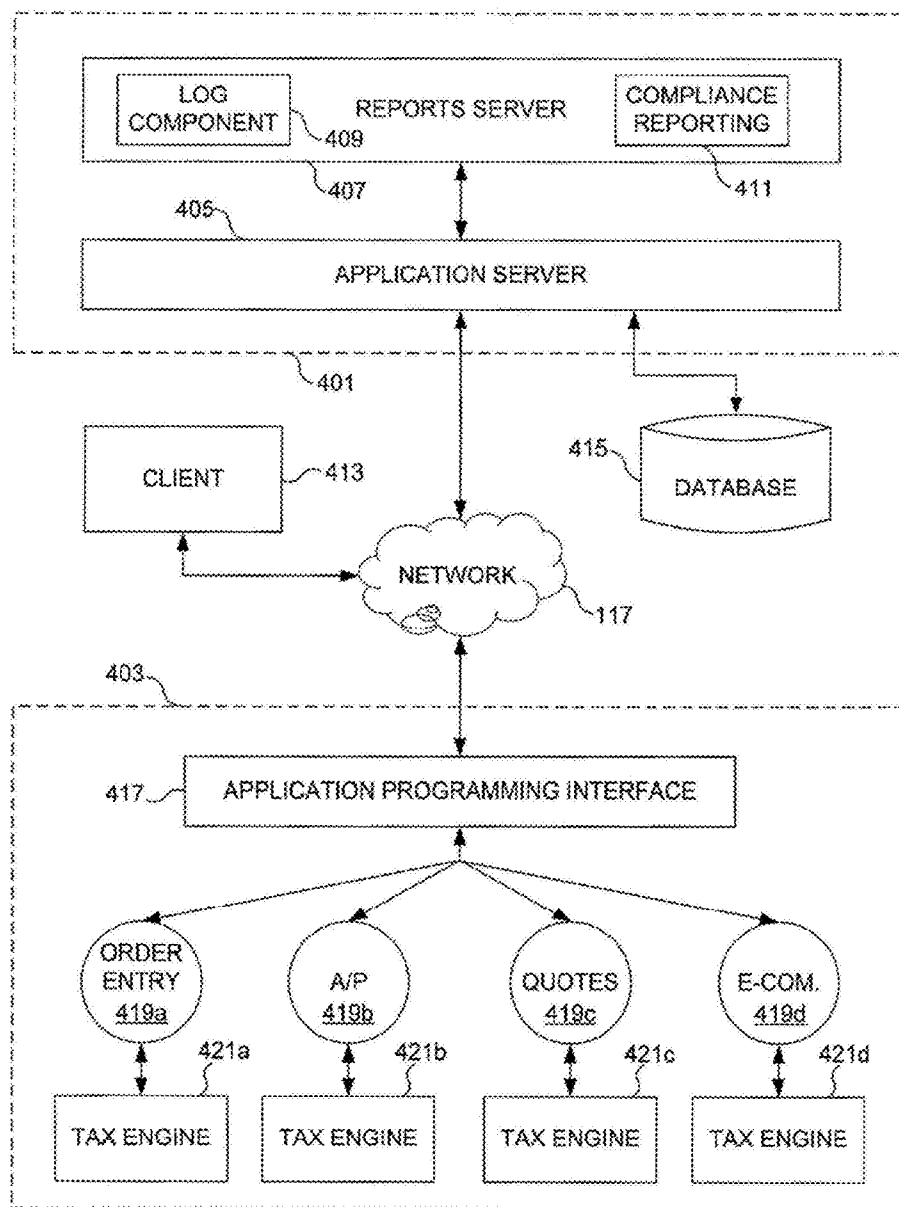 LOG
COMPONENT
409
REPORTS SERVER
COMPLIANCE
REPORTING
411
407
405
APPLICATION SERVER
401
CLIENT
413
415
DATABASE
NETWORK
117
403
417
APPLICATION PROGRAMMING INTERFACE
ORDER
ENTRY
419a
A/P
419b
QUOTES
419c
E-COM.
419d
421a
421b
421c
421d
TAX ENGINE
TAX ENGINE
TAX ENGINE
TAX ENGINE